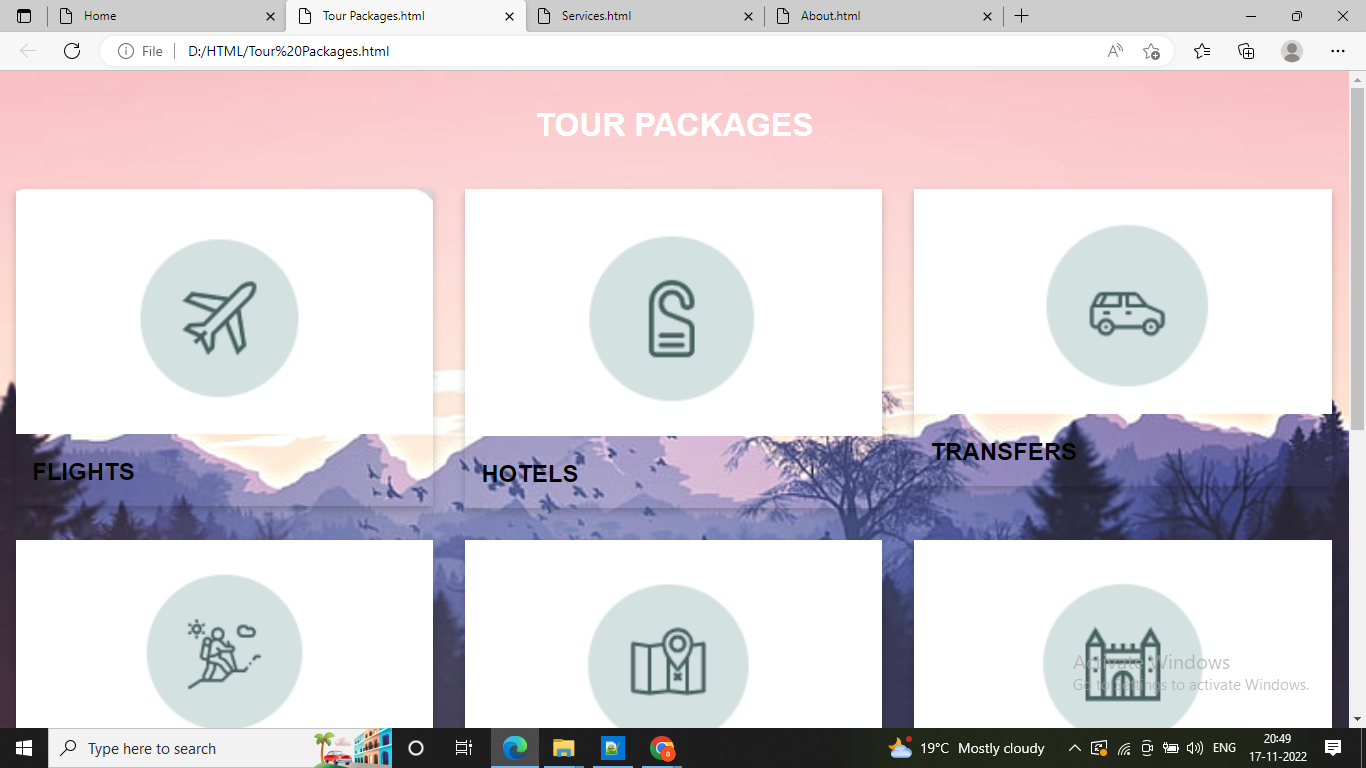 Home
Tour Packages.html
Services.html
About.html
File
D:/HTML/Tour%20Packages.html
TOUR PACKAGES
FLIGHTS
HOTELS
TRANSFERS
Activate Windows
Go to Settings to activate Windows.
Type here to search
19°C Mostly cloudy
ENG
20:49
17-11-2022